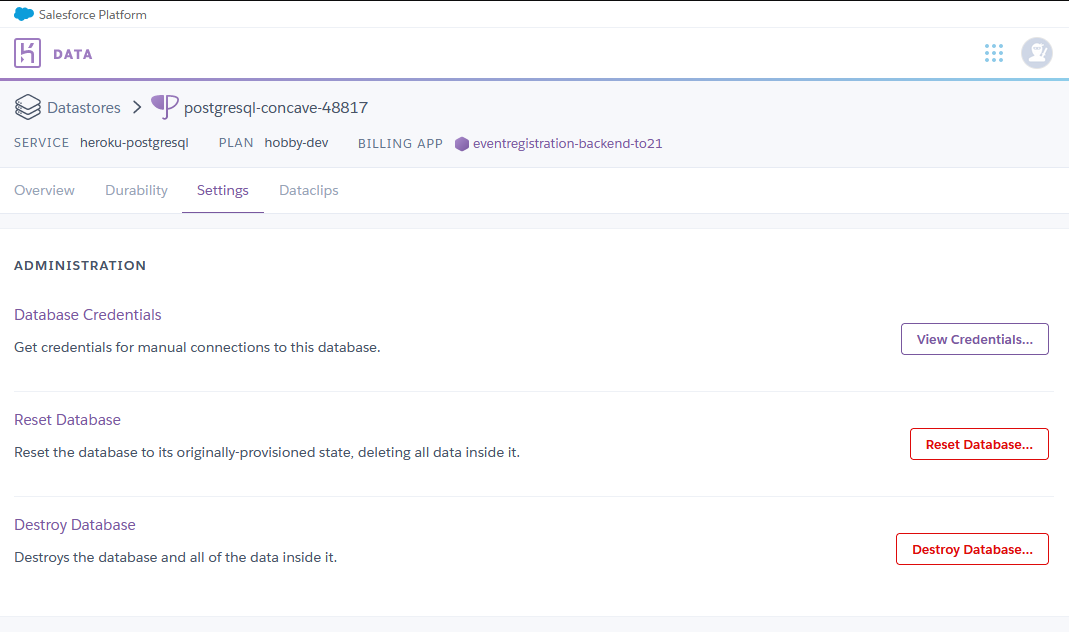 Salesforce Platform
DATA
Datastores postgresql-concave-48817
SERVICE heroku-postgresql PLAN hobby-dev BILLING APP eventregistration-backend-to21
Overview Durability Settings Dataclips
ADMINISTRATION
Database Credentials
Get credentials for manual connections to this database.
View Credentials...
Reset Database
Reset the database to its originally-provisioned state, deleting all data inside it.
Reset Database...
Destroy Database
Destroys the database and all of the data inside it.
Destroy Database...